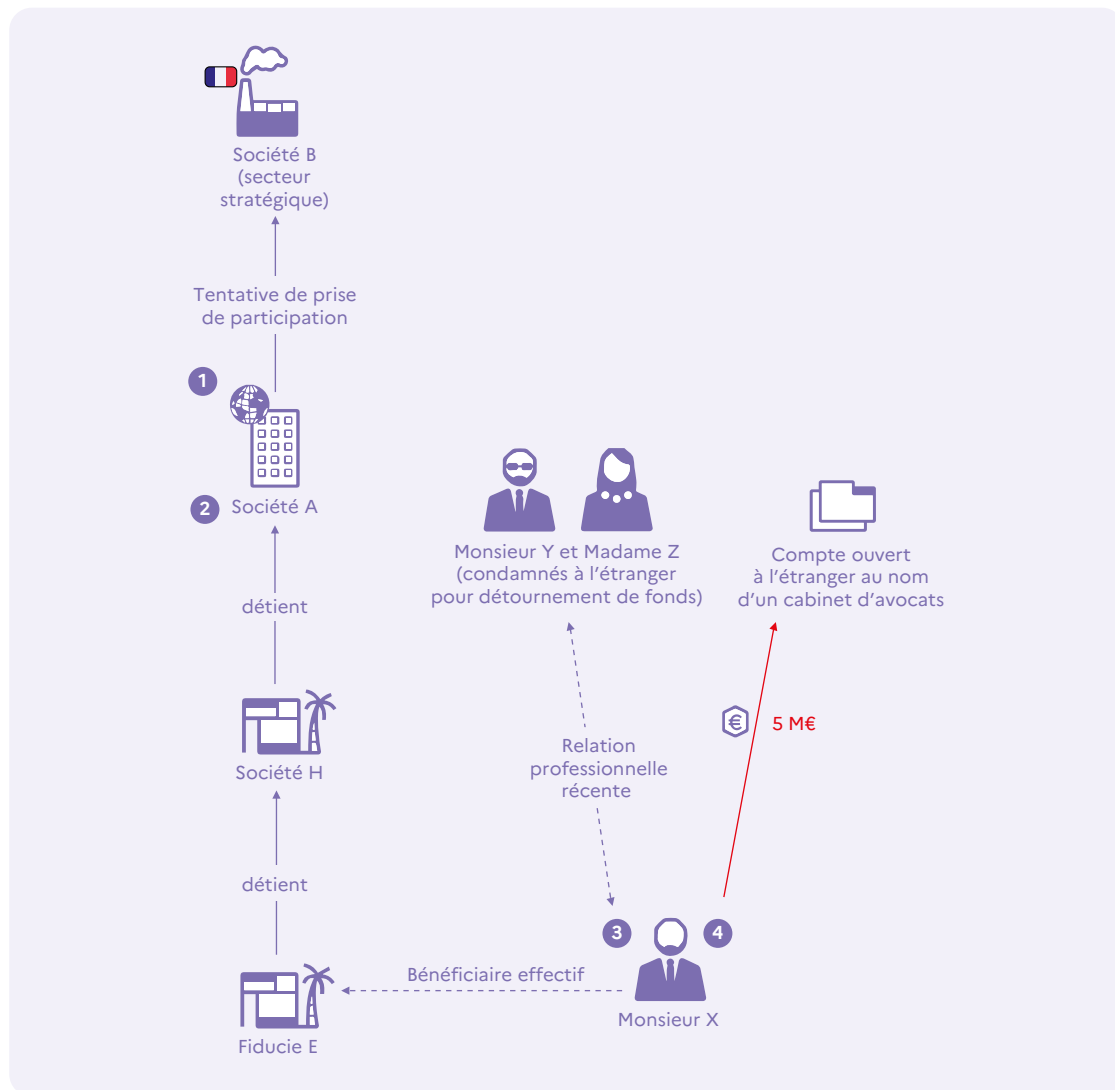 Société B
(secteur
stratégique)
Tentative de prise
de participation
1
2
Société A
détient
Société H
détient
Fiducie E
Monsieur Y et Madame Z
(condamnés à l’étranger
pour détournement de fonds)
Compte ouvert
à l’étranger au nom
d’un cabinet d’avocats
€
5 M€
Relation
professionnelle
récente
3
4
Bénéficiaire effectif
Monsieur X